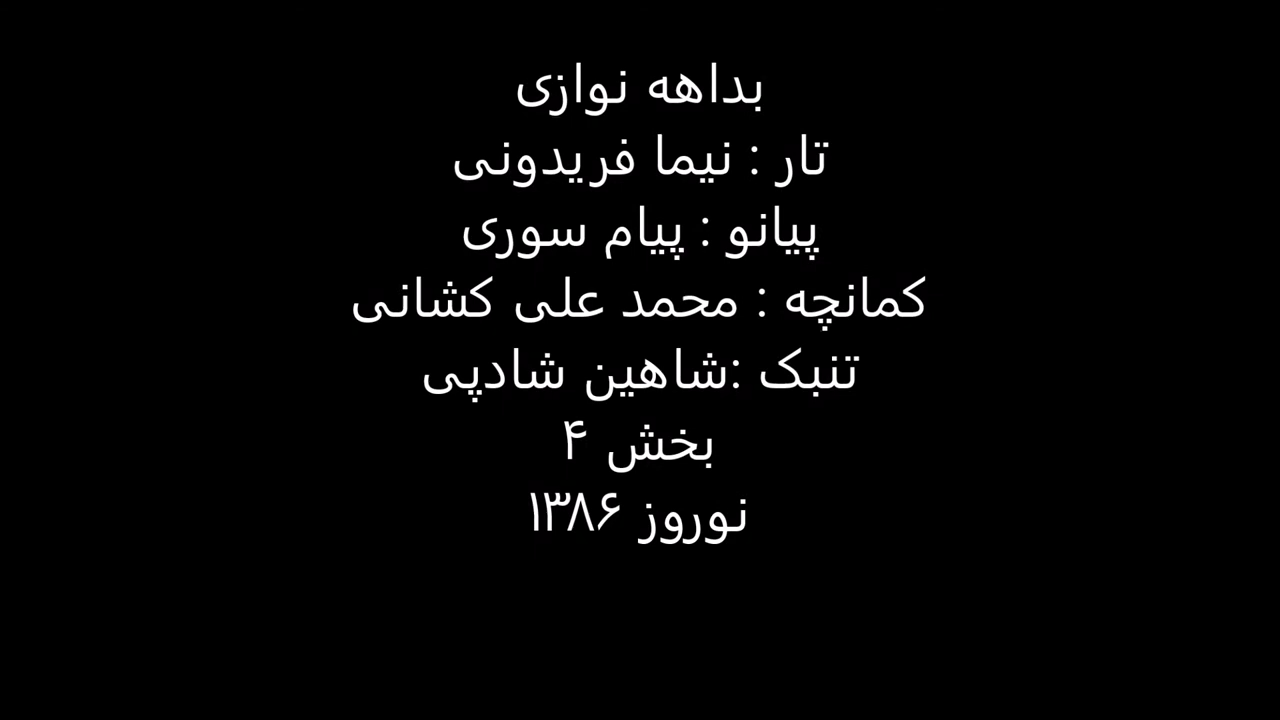 بداهه نوازی
تار : نیما فریدونی
پیانو : پیام سوری
کمانچه : محمد علی کشانی
تنبک :شاهین شادپی
بخش ۴
نوروز ۱۳۸۶